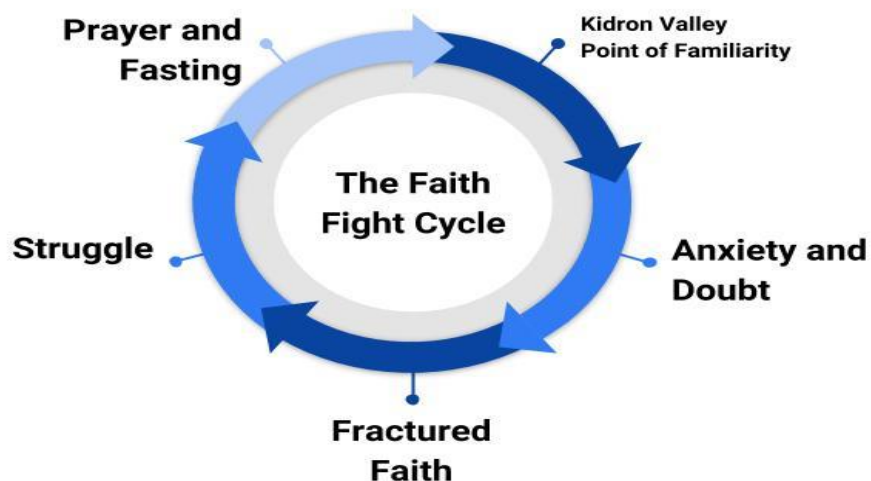 Prayer and
Fasting
Kidron Valley
Point of Familiarity
The Faith
Fight Cycle
Struggle
Anxiety and
Doubt
Fractured
Faith